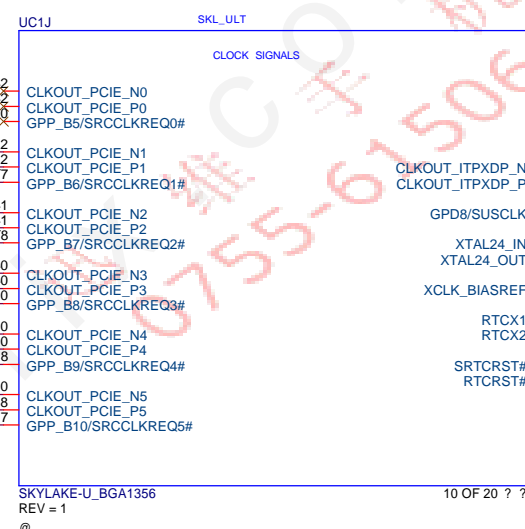 UC1J
SKL_ULT
CLOCK SIGNALS
CLKOUT_PCIE_N0
CLKOUT_PCIE_P0
GPP_B5/SRCCLKREQ0#
CLKOUT_PCIE_N1
CLKOUT_PCIE_P1
GPP_B6/SRCCLKREQ1#
CLKOUT_PCIE_N2
CLKOUT_PCIE_P2
GPP_B7/SRCCLKREQ2#
CLKOUT_PCIE_N3
CLKOUT_PCIE_P3
GPP_B8/SRCCLKREQ3#
CLKOUT_PCIE_N4
CLKOUT_PCIE_P4
GPP_B9/SRCCLKREQ4#
CLKOUT_PCIE_N5
CLKOUT_PCIE_P5
GPP_B10/SRCCLKREQ5#
CLKOUT_ITPXDP_N
CLKOUT_ITPXDP_P
GPD8/SUSCLK
XTAL24_IN
XTAL24_OUT
XCLK_BIASREF
RTCX1
RTCX2
SRTCRST#
RTCRST#
SKYLAKE-U_BGA1356
10 OF 20 ? ?
REV = 1
@
0755-61506